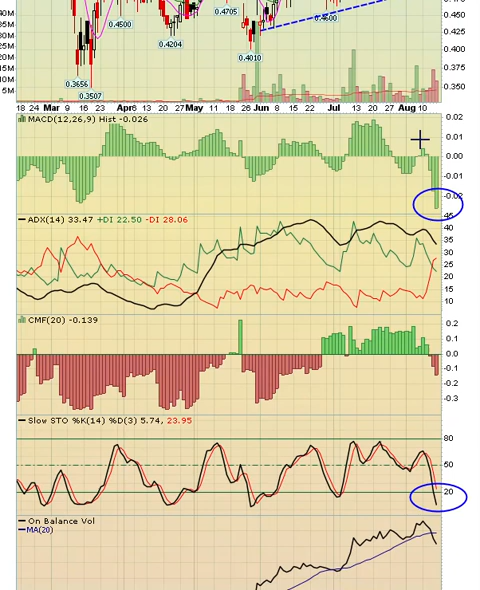 0.4705
0.450
0.4500
0.4600
0.425
0.4204
0.400
0.4010
0.375
0.3656
0.350
0.3507
40M
35M
30M
25M
20M
15M
10M
5M
18 24 Mar 9 16 23 Apr6 13 20 May 11 18 26 Jun 8 15 22 Jul 13 20 27 Aug 10
MACD(12,26,9) Hist -0.026
0.02
0.01
0.00
-0.01
-0.02
45
ADX(14) 33.47 +DI 22.50 -DI 28.06
40
35
30
25
20
15
10
CMF(20) -0.139
0.2
0.1
0.0
-0.1
-0.2
-0.3
Slow STO %K(14) %D(3) 5.74, 23.95
80
50
20
On Balance Vol
MA(20)